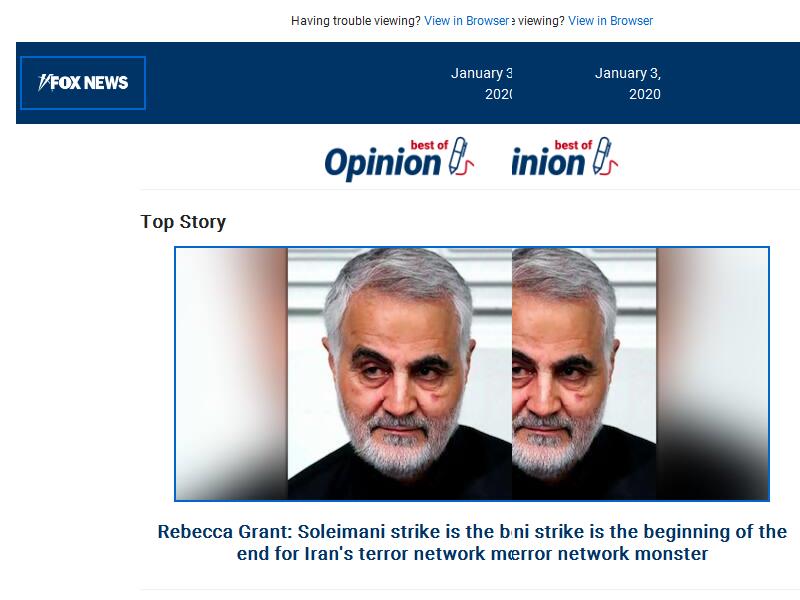 Having trouble viewing? View in Browsere viewing? View in Browser
FOX NEWS
January 3 January 3,
2020 2020
best of best of
Opinion inion
Top Story
Rebecca Grant: Soleimani strike is the bni strike is the beginning of the
end for Iran's terror network merror network monster